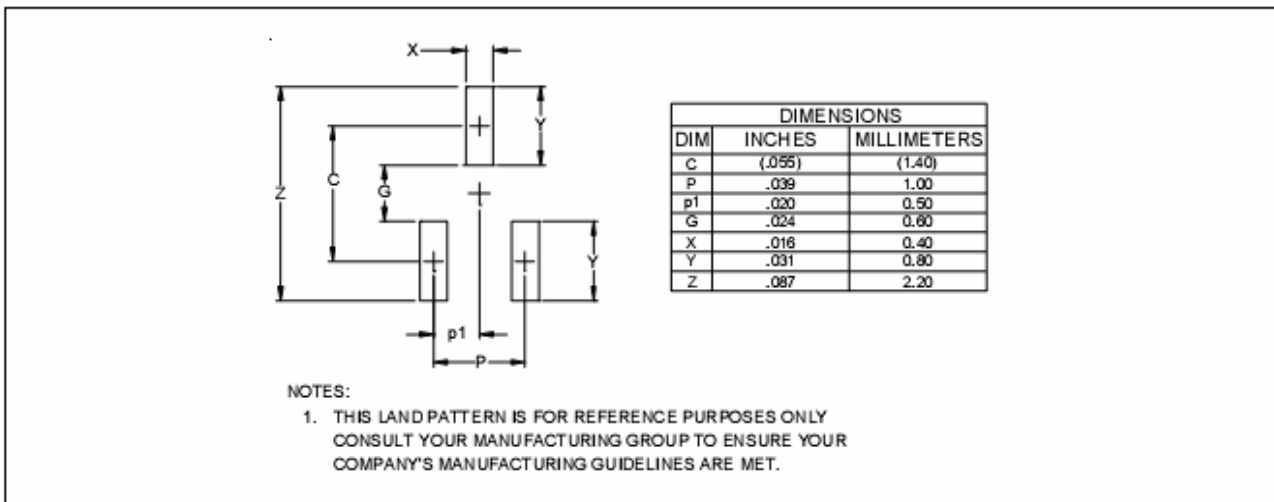 X
Z
C
G
Y
Y
p1
P
DIMENSIONS
DIM INCHES MILLIMETERS
C (.055) (1.40)
P .039 1.00
p1 .020 0.50
G .024 0.60
X .016 0.40
Y .031 0.80
Z .087 2.20
NOTES:
1. THIS LAND PATTERN IS FOR REFERENCE PURPOSES ONLY
CONSULT YOUR MANUFACTURING GROUP TO ENSURE YOUR
COMPANY'S MANUFACTURING GUIDELINES ARE MET.